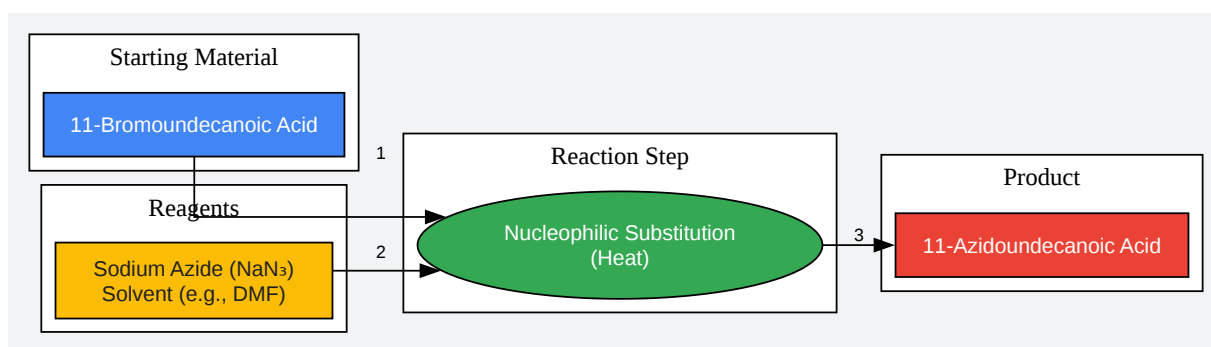 Starting Material
11-Bromoundecanoic Acid
1
Reagents
Sodium Azide (NaN₃)
Solvent (e.g., DMF)
2
Reaction Step
Nucleophilic Substitution
(Heat)
3
Product
11-Azidoundecanoic Acid